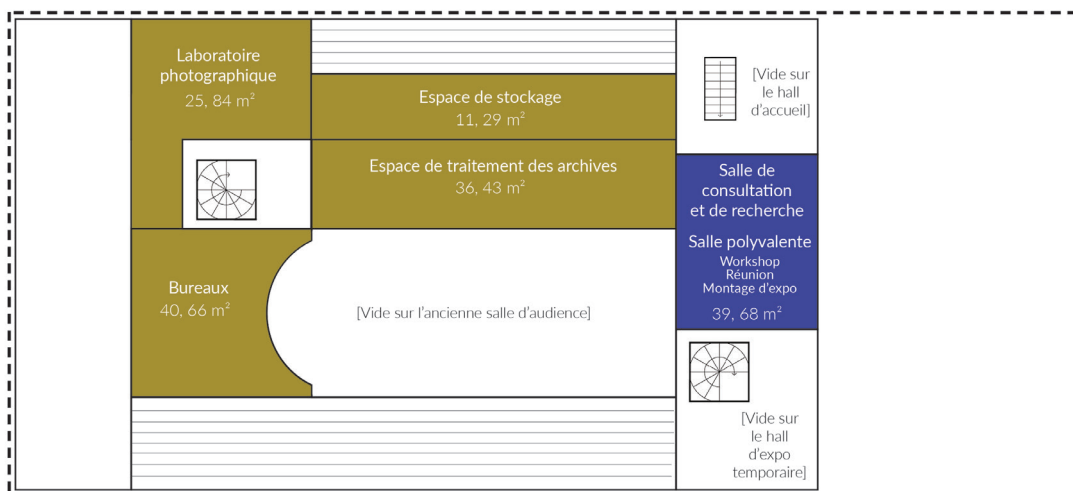 Laboratoire
photographique
25, 84 m²
Espace de stockage
11, 29 m²
Espace de traitement des archives
36, 43 m²
[Vide sur
le hall
d'accueil]
Salle de
consultation
et de recherche
Salle polyvalente
Workshop
Réunion
Montage d'expo
39, 68 m²
Bureaux
40, 66 m²
[Vide sur l'ancienne salle d'audience]
[Vide sur
le hall
d'expo
temporaire]